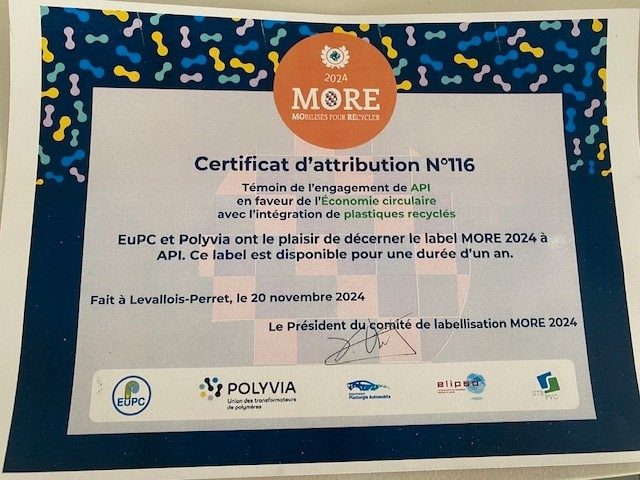 2024
MORE
MOBILISÉS POUR RECYCLER
Certificat d'attribution N°116
Témoin de l'engagement de API
en faveur de l'Économie circulaire
avec l'intégration de plastiques recyclés
EuPC et Polyvia ont le plaisir de décerner le label MORE 2024 à
API. Ce label est disponible pour une durée d'un an.
Fait à Levallois-Perret, le 20 novembre 2024
Le Président du comité de labellisation MORE 2024
EUPC
POLYVIA
Union des transformateurs
de polymères
Plasturgie Automobile
elipso
STR
PVC